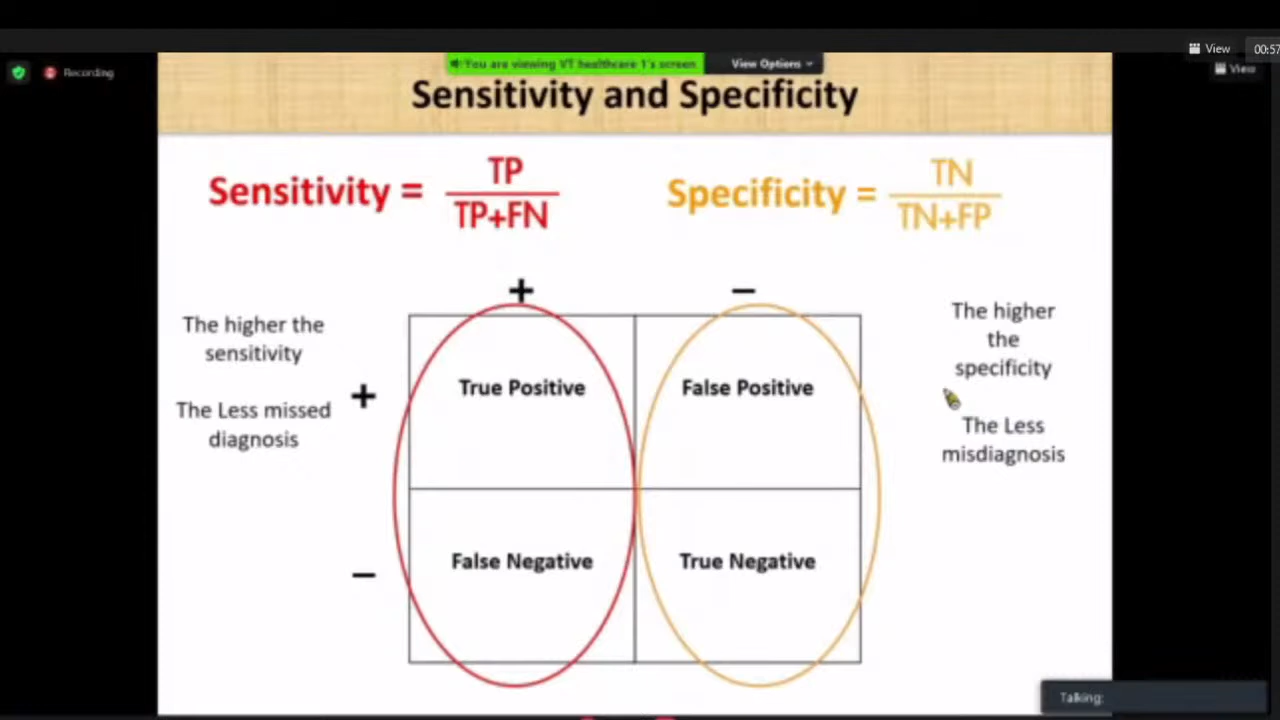 View
00:57
Recording
You are viewing VT healthcare 1's screen
View Options
View
Sensitivity and Specificity
Sensitivity = TP
TP+FN
Specificity = TN
TN+FP
+ −
The higher the
sensitivity
The Less missed
diagnosis
+
True Positive
False Positive
The higher
the
specificity
The Less
misdiagnosis
−
False Negative
True Negative
Talking: